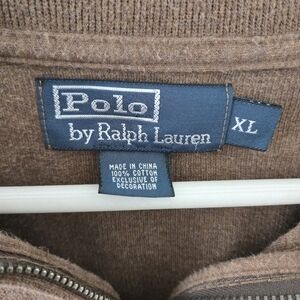 Polo
by Ralph Lauren
XL
MADE IN CHINA
100% COTTON
EXCLUSIVE OF
DECORATION